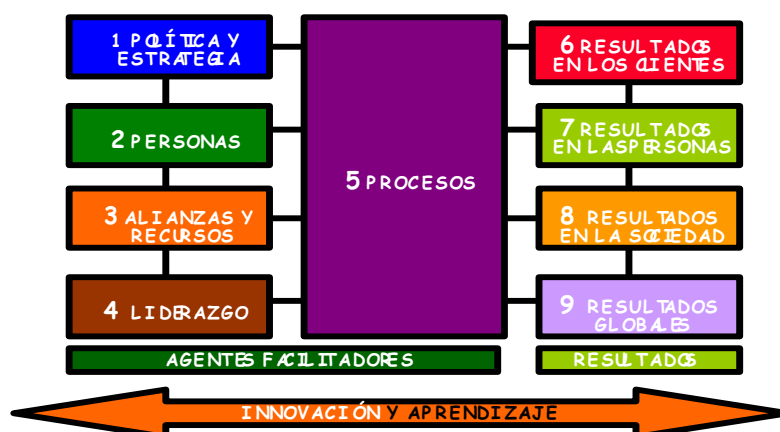 1 POLÍTICA Y
ESTRATEGIA
2 PERSONAS
3 ALIANZAS Y
RECURSOS
4 LIDERAZGO
5 PROCESOS
6 RESULTADOS
EN LOS CLIENTES
7 RESULTADOS
EN LAS PERSONAS
8 RESULTADOS
EN LA SOCIEDAD
9 RESULTADOS
GLOBALES
AGENTES FACILITADORES
RESULTADOS
INNOVACIÓN Y APRENDIZAJE